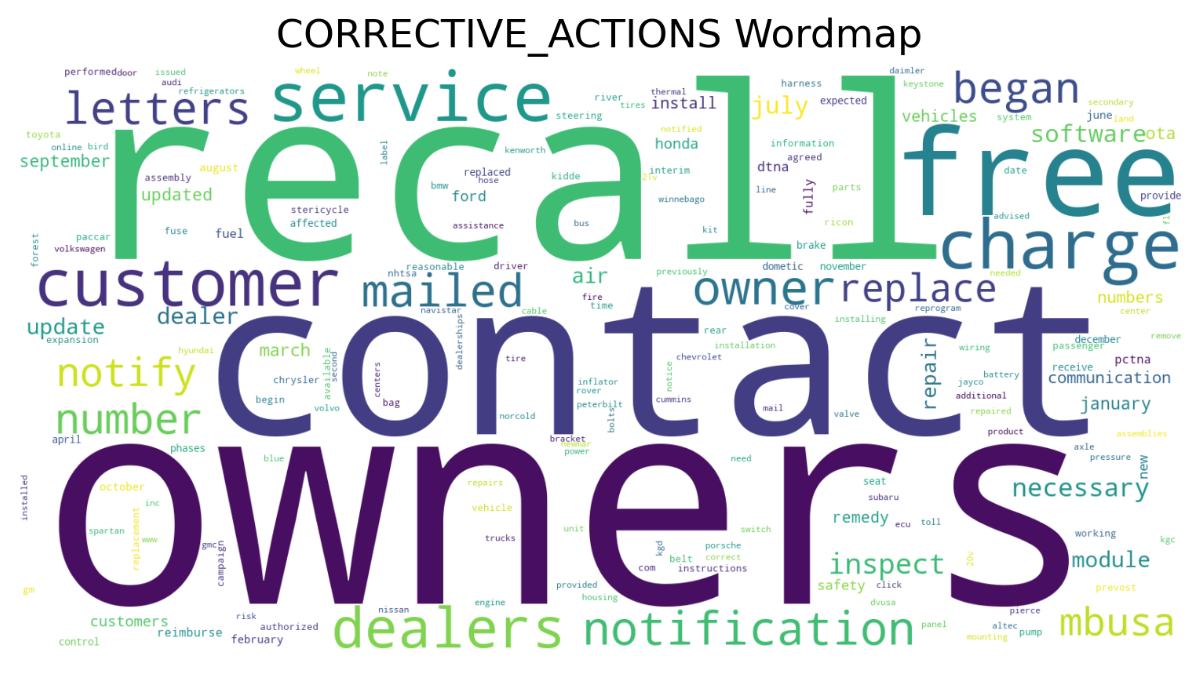 CORRECTIVE_ACTIONS Wordmap
performed door issued audi refrigerators wheel note
letters service
river tires thermal install july harness expected
daimler keystone began secondary
vehicles system june land
toyota online bird september august assembly updated
recall
label steering kenworth replaced hose bmw ford kidde interim
notified honda 21v information agreed dtna fully line parts
free software ota date advised provide
stericycle affected assistance bus winnebago kit ricon brake
paccar volkswagen fuse fuel forest
charge
customer nhtsa reasonable driver mailed air previously
dometic november owner replace needed
fire time cover installing reprogram numbers center remove
update expansion dealer navistar cable
contact
hyundai march available second dealerships tire installation rear
chevrolet notice december wiring passenger pctna
notify chrysler begin volvo centers bag norcold inflator rover peterbilt bolts
cummins mail valve repair jayco battery receive additional communication
number repaired january product assemblies
april phases bracket newmar power axle pressure new
owners
installed october blue repairs need seat subaru necessary
spartan inc www replacement vehicle unit switch remedy ecu toll working kgc
gm gmc campaign trucks kgd belt porsche correct inspect module
com instructions safety click prevost
customers risk nissan engine provided housing dvusa pierce
control reimburse authorized february dealers notification panel altec mounting pump mbusa